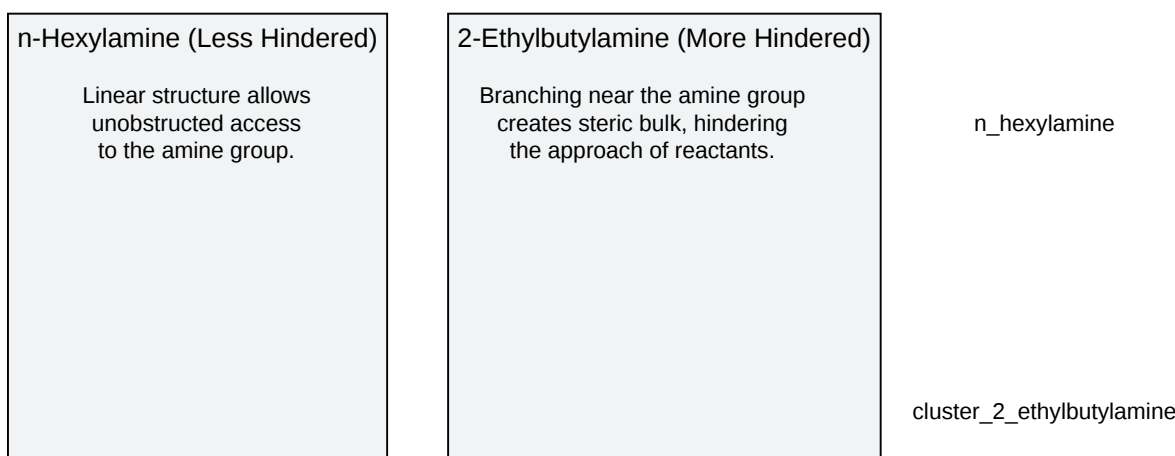 n-Hexylamine (Less Hindered)
Linear structure allows
unobstructed access
to the amine group.
2-Ethylbutylamine (More Hindered)
Branching near the amine group
creates steric bulk, hindering
the approach of reactants.
n_hexylamine
cluster_2_ethylbutylamine